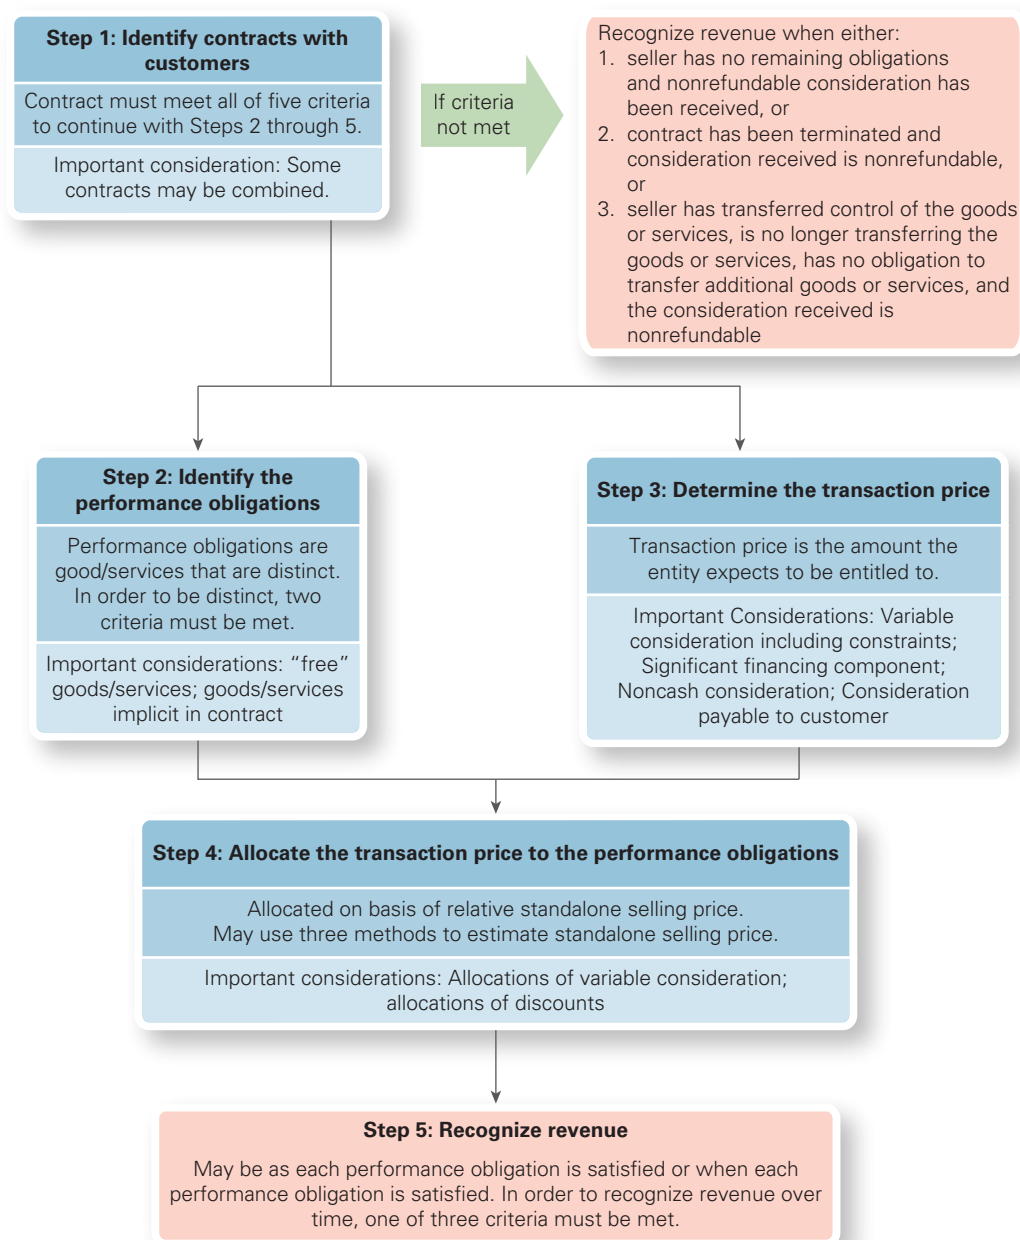 Step 1: Identify contracts with
customers
Contract must meet all of five criteria
to continue with Steps 2 through 5.
Important consideration: Some
contracts may be combined.
If criteria
not met
Recognize revenue when either:
1. seller has no remaining obligations
and nonrefundable consideration has
been received, or
2. contract has been terminated and
consideration received is nonrefundable,
or
3. seller has transferred control of the goods
or services, is no longer transferring the
goods or services, has no obligation to
transfer additional goods or services, and
the consideration received is
nonrefundable
Step 2: Identify the
performance obligations
Performance obligations are
good/services that are distinct.
In order to be distinct, two
criteria must be met.
Important considerations: “free”
goods/services; goods/services
implicit in contract
Step 3: Determine the transaction price
Transaction price is the amount the
entity expects to be entitled to.
Important Considerations: Variable
consideration including constraints;
Significant financing component;
Noncash consideration; Consideration
payable to customer
Step 4: Allocate the transaction price to the performance obligations
Allocated on basis of relative standalone selling price.
May use three methods to estimate standalone selling price.
Important considerations: Allocations of variable consideration;
allocations of discounts
Step 5: Recognize revenue
May be as each performance obligation is satisfied or when each
performance obligation is satisfied. In order to recognize revenue over
time, one of three criteria must be met.